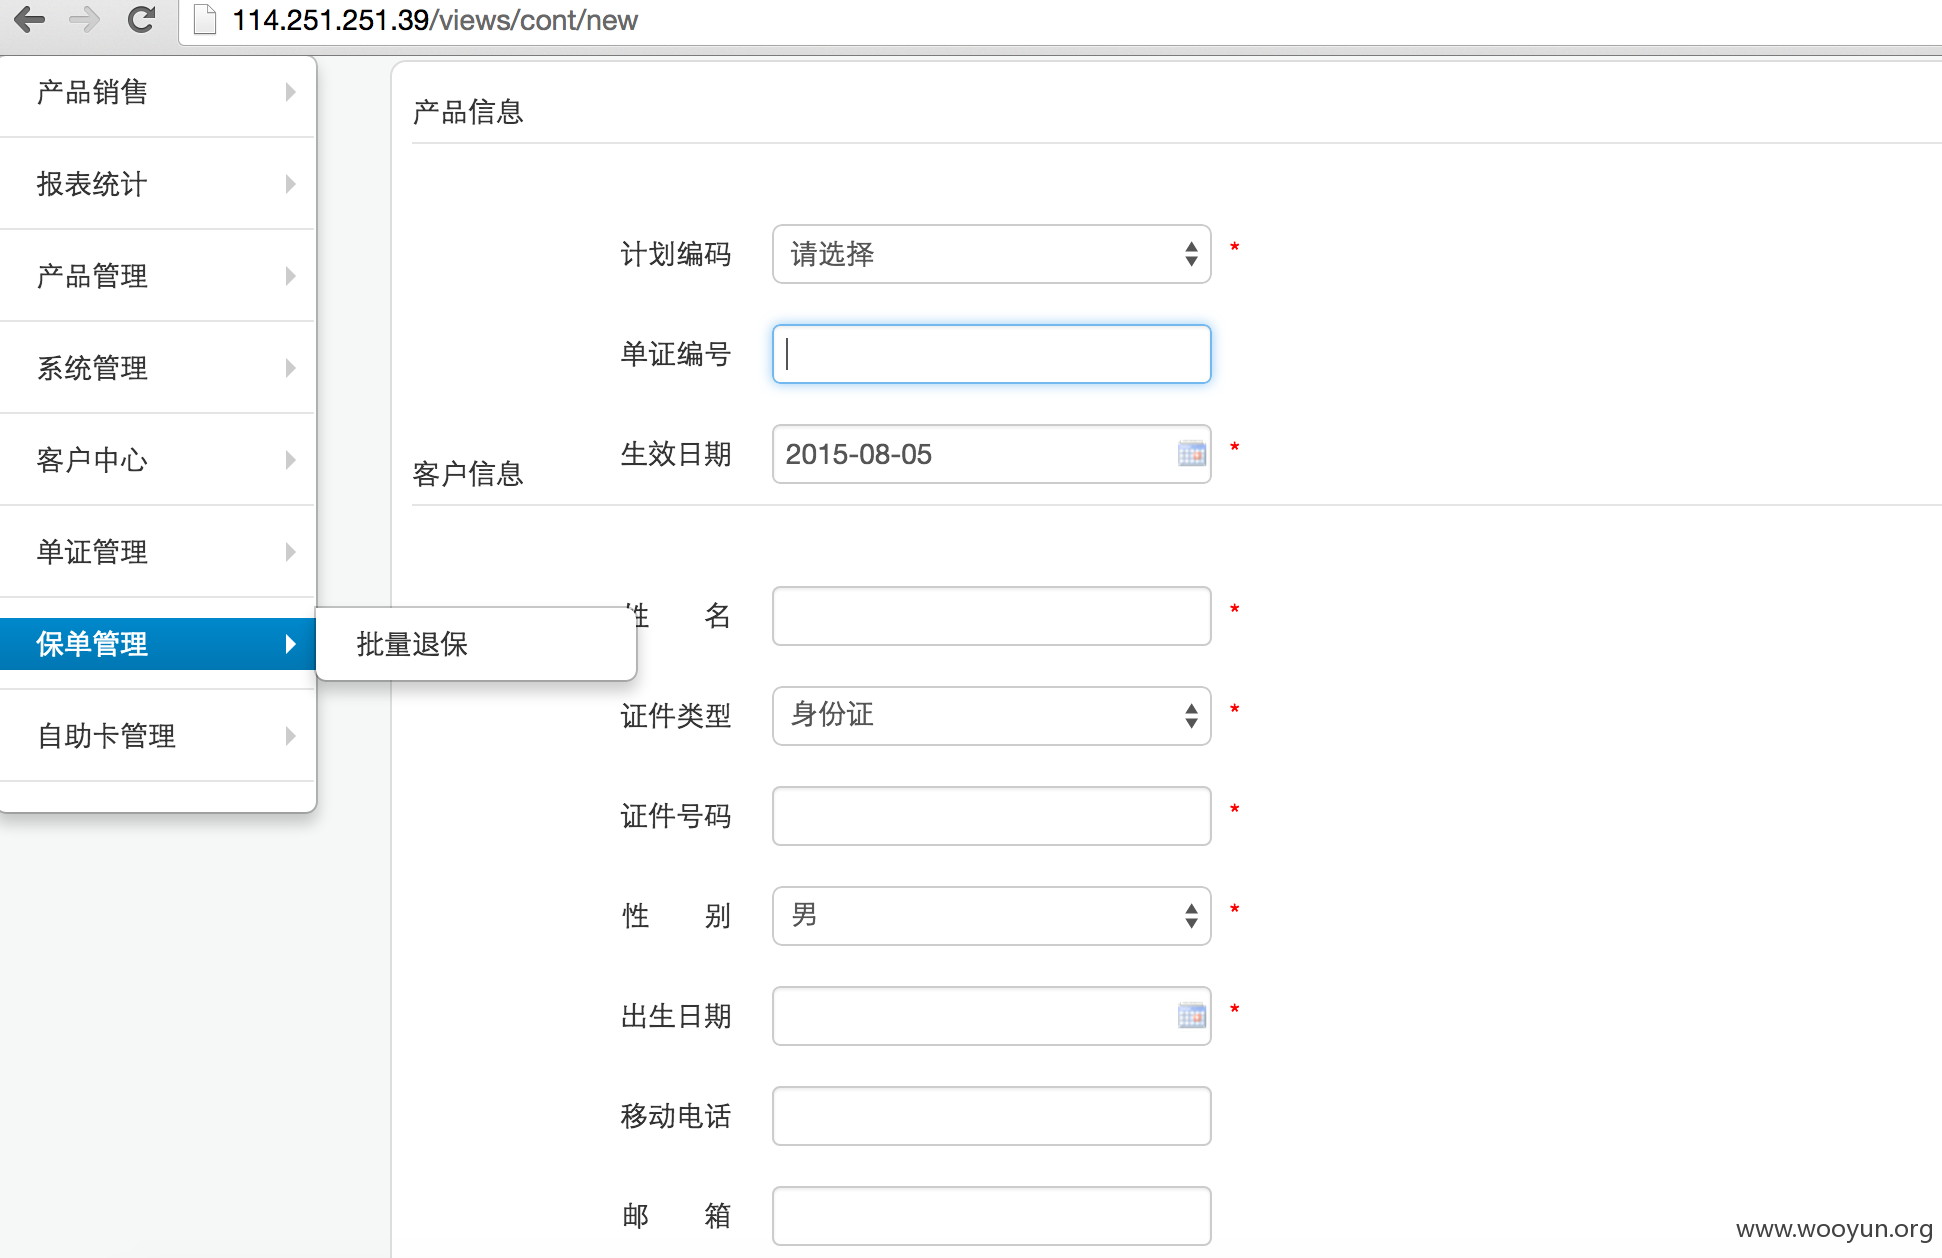 114.251.251.39/views/cont/new
产品销售
报表统计
产品管理
系统管理
客户中心
单证管理
保单管理
批量退保
自助卡管理
产品信息
计划编码 请选择 *
单证编号
生效日期 2015-08-05 *
客户信息
姓 名 *
证件类型 身份证 *
证件号码 *
性 别 男 *
出生日期 *
移动电话
邮 箱
www.wooyun.org